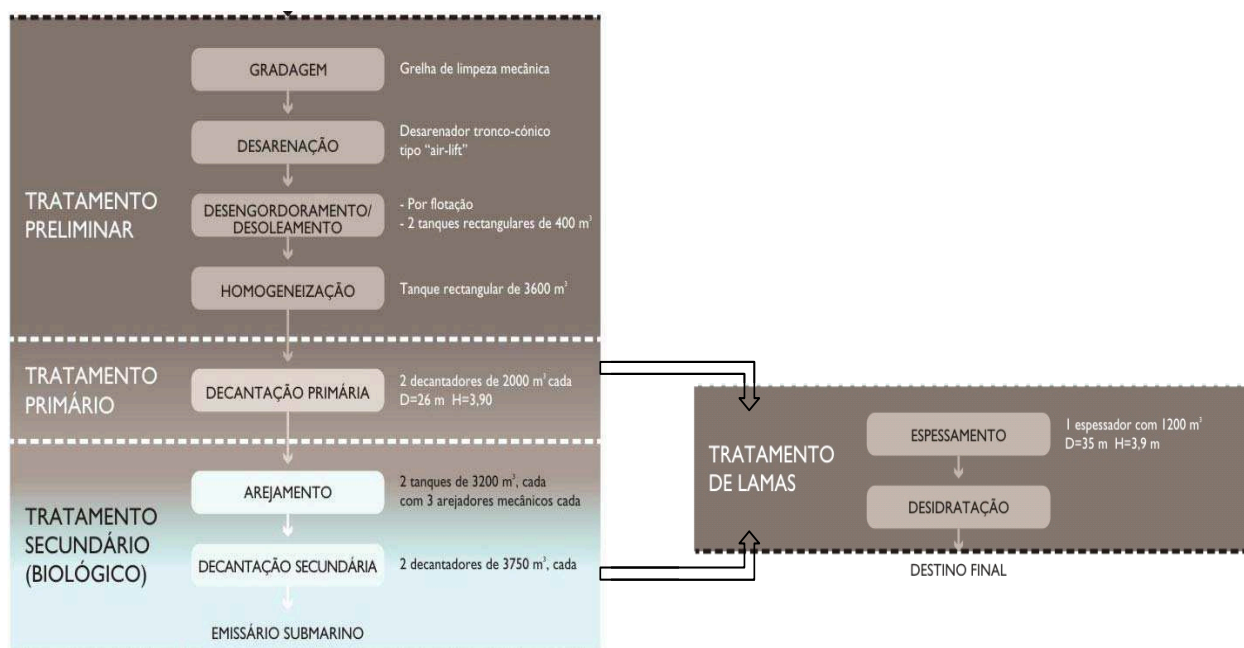 GRADAGEM
Grelha de limpeza mecânica
DESARENAÇÃO
Desarenador tronco-cónico
tipo “air-lift”
TRATAMENTO
PRELIMINAR
DESENGORDORAMENTO/
DESOLEAMENTO
- Por flotação
- 2 tanques rectangulares de 400 m³
HOMOGENEIZAÇÃO
Tanque rectangular de 3600 m³
TRATAMENTO
PRIMÁRIO
DECANTAÇÃO PRIMÁRIA
2 decantadores de 2000 m³ cada
D=26 m H=3,90
TRATAMENTO
SECUNDÁRIO
(BIOLÓGICO)
AREJAMENTO
2 tanques de 3200 m³, cada
com 3 arejadores mecânicos cada
DECANTAÇÃO SECUNDÁRIA
2 decantadores de 3750 m³, cada
EMISSÁRIO SUBMARINO
TRATAMENTO
DE LAMAS
ESPESSAMENTO
1 espessador com 1200 m³
D=35 m H=3,9 m
DESIDRATAÇÃO
DESTINO FINAL